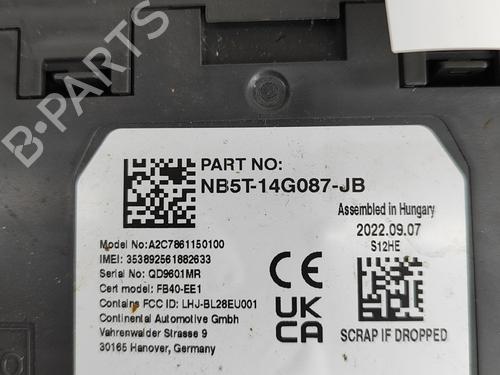 PART NO:
NB5T-14G087-JB
Assembled in Hungary
2022.09.07
S12HE
Model No: A2C7861150100
IMEI: 353892561882633
Serial No: QD9601MR
Cert model: FB40-EE1
Contains FCC ID: LHJ-BL28EU001
Continental Automotive GmbH
Vahrenwalder Strasse 9
30165 Hanover, Germany
CE
UK
CA
SCRAP IF DROPPED
B-PARTS